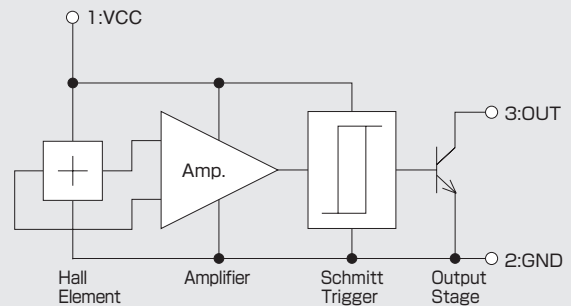 1:VCC
3:OUT
Amp.
2:GND
Hall
Element
Amplifier
Schmitt
Trigger
Output
Stage